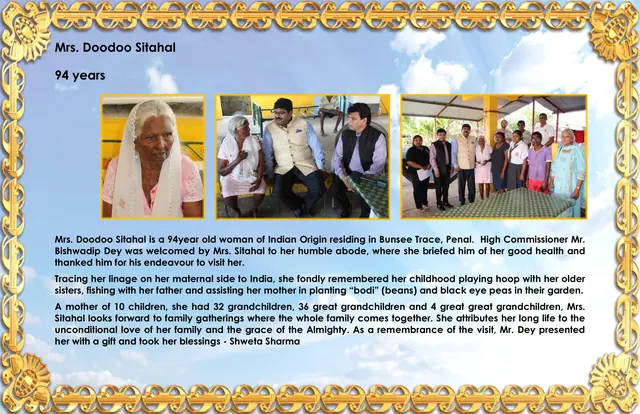 Mrs. Doodoo Sitahal
94 years
Mrs. Doodoo Sitahal is a 94year old woman of Indian Origin residing in Bunsee Trace, Penal. High Commissioner Mr.
Bishwadip Dey was welcomed by Mrs. Sitahal to her humble abode, where she briefed him of her good health and
thanked him for his endeavour to visit her.
Tracing her linage on her maternal side to India, she fondly remembered her childhood playing hoop with her older
sisters, fishing with her father and assisting her mother in planting “bodi” (beans) and black eye peas in their garden.
A mother of 10 children, she had 32 grandchildren, 36 great grandchildren and 4 great great grandchildren, Mrs.
Sitahal looks forward to family gatherings where the whole family comes together. She attributes her long life to the
unconditional love of her family and the grace of the Almighty. As a remembrance of the visit, Mr. Dey presented
her with a gift and took her blessings - Shweta Sharma